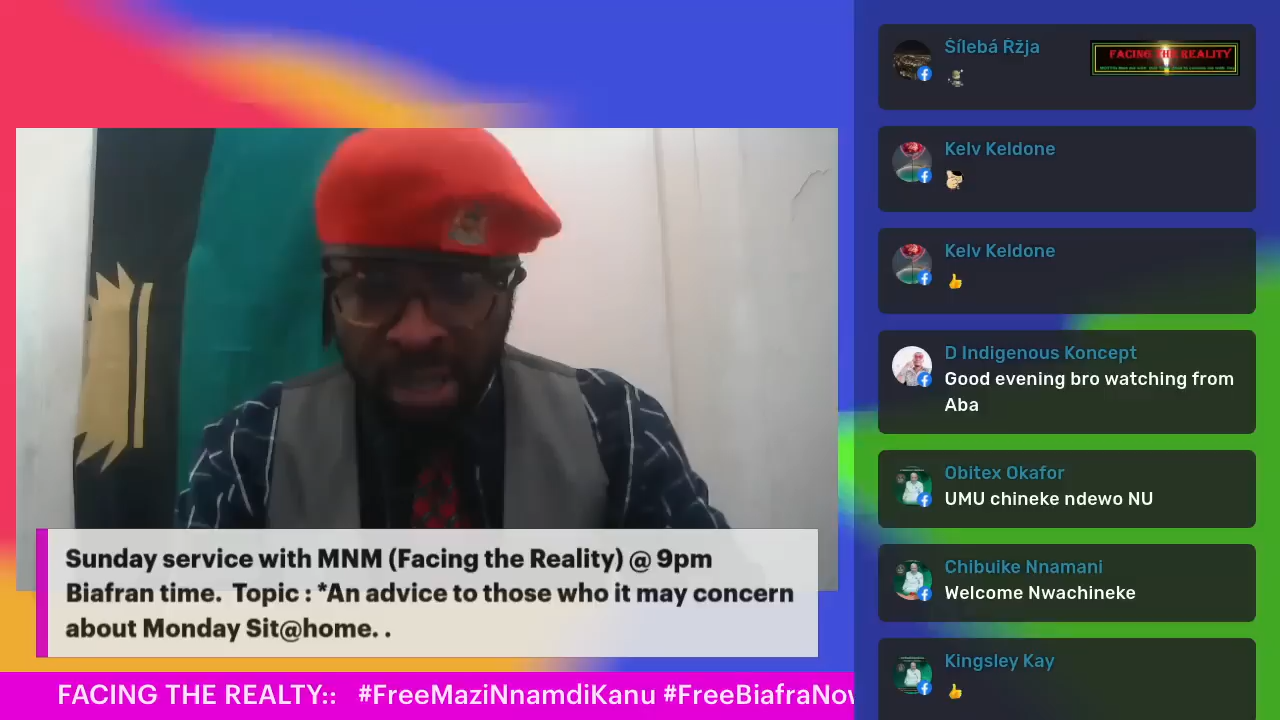 Sunday service with MNM (Facing the Reality) @ 9pm
Biafran time.  Topic : *An advice to those who it may concern
about Monday Sit@home. .
FACING THE REALTY::   #FreeMaziNnamdiKanu #FreeBiafraNow
Šílebá Řžja
FACING THE REALITY
Kelv Keldone
Kelv Keldone
D Indigenous Koncept
Good evening bro watching from
Aba
Obitex Okafor
UMU chineke ndewo NU
Chibuike Nnamani
Welcome Nwachineke
Kingsley Kay